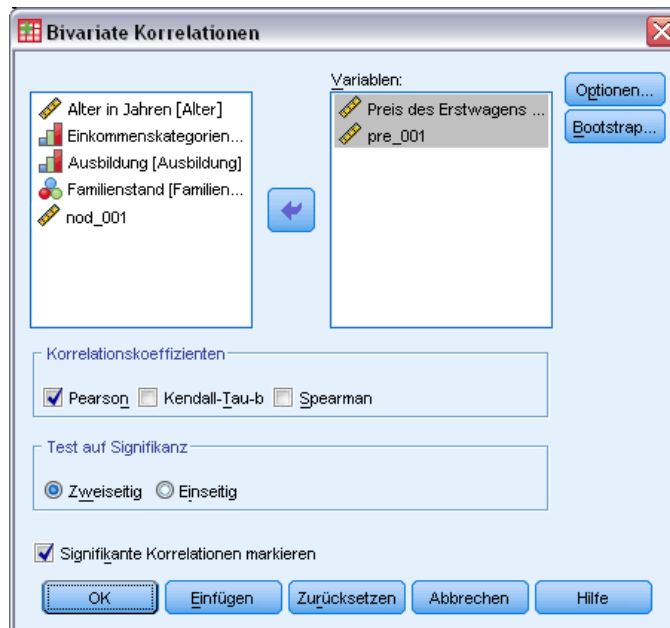 Bivariate Korrelationen
Variablen:
Alter in Jahren [Alter]
Einkommenskategorien...
Ausbildung [Ausbildung]
Familienstand [Familien...
nod_001
Preis des Erstwagens ...
pre_001
Optionen...
Bootstrap...
Korrelationskoeffizienten
Pearson Kendall-Tau-b Spearman
Test auf Signifikanz
Zweiseitig Einseitig
Signifikante Korrelationen markieren
OK Einfügen Zurücksetzen Abbrechen Hilfe